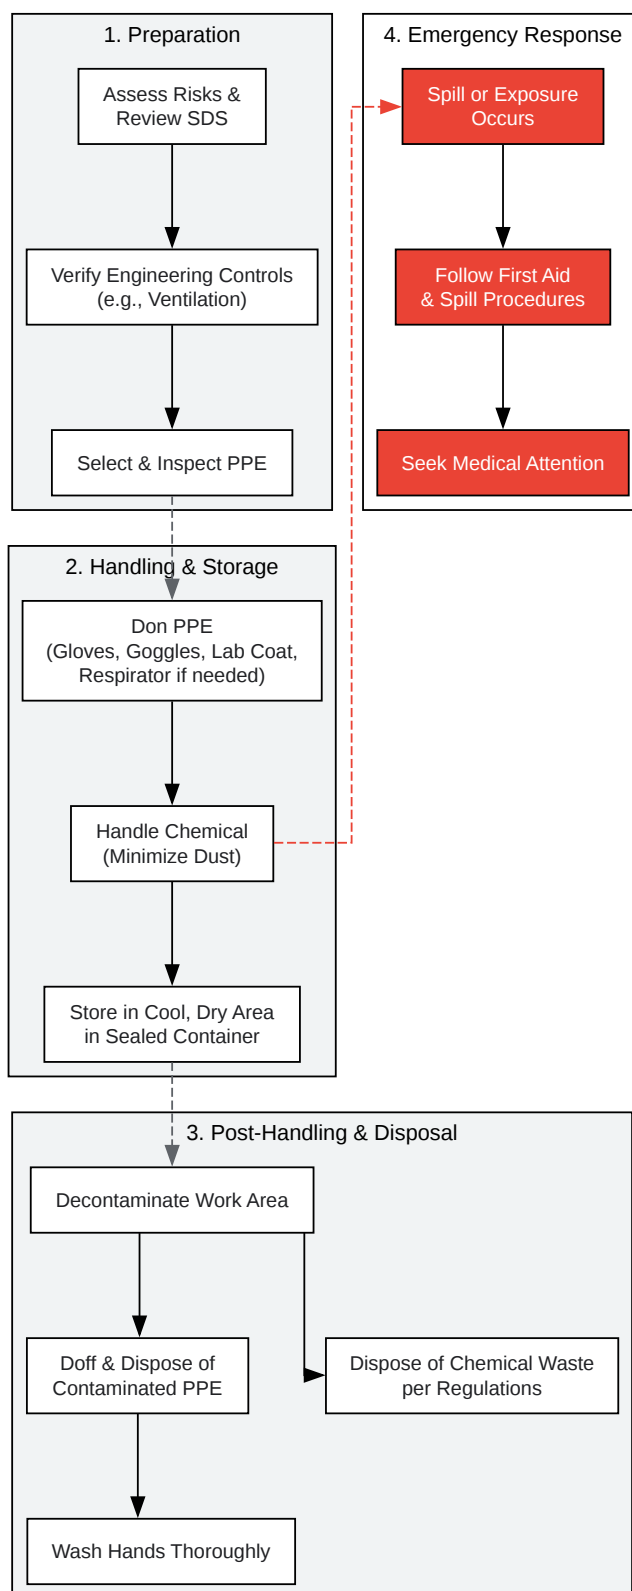 1. Preparation
Assess Risks &
Review SDS
Verify Engineering Controls
(e.g., Ventilation)
Select & Inspect PPE
4. Emergency Response
Spill or Exposure
Occurs
Follow First Aid
& Spill Procedures
Seek Medical Attention
2. Handling & Storage
Don PPE
(Gloves, Goggles, Lab Coat,
Respirator if needed)
Handle Chemical
(Minimize Dust)
Store in Cool, Dry Area
in Sealed Container
3. Post-Handling & Disposal
Decontaminate Work Area
Doff & Dispose of
Contaminated PPE
Dispose of Chemical Waste
per Regulations
Wash Hands Thoroughly